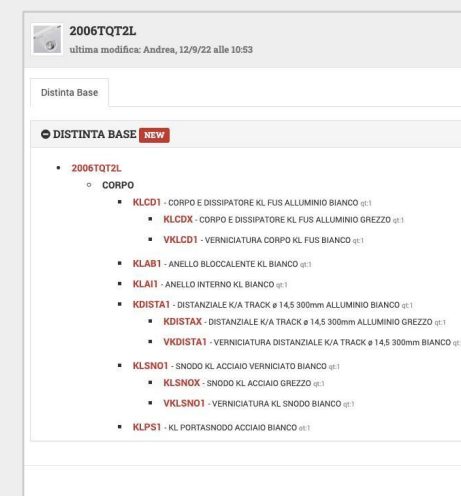 2006TQT2L
ultima modifica: Andrea, 12/9/22 alle 10:53
Distinta Base
DISTINTA BASE NEW
2006TQT2L
CORPO
KLCD1 - CORPO E DISSIPATORE KL FUS ALLUMINIO BIANCO qt:1
KLCDX - CORPO E DISSIPATORE KL FUS ALLUMINIO GREZZO qt:1
VKLCD1 - VERNICIATURA CORPO KL FUS BIANCO qt:1
KLAB1 - ANELLO BLOCCALENTE KL BIANCO qt:1
KLAI1 - ANELLO INTERNO KL BIANCO qt:1
KDISTA1 - DISTANZIALE K/A TRACK ø 14,5 300mm ALLUMINIO BIANCO qt:1
KDISTAX - DISTANZIALE K/A TRACK ø 14,5 300mm ALLUMINIO GREZZO qt:1
VKDISTA1 - VERNICIATURA DISTANZIALE K/A TRACK ø 14,5 300mm BIANCO qt:
KLSNO1 - SNODO KL ACCIAIO VERNICIATO BIANCO qt:1
KLSNOX - SNODO KL ACCIAIO GREZZO qt:1
VKLSNO1 - VERNICIATURA KL SNODO BIANCO qt:1
KLPS1 - KL PORTASNODO ACCIAIO BIANCO qt:1